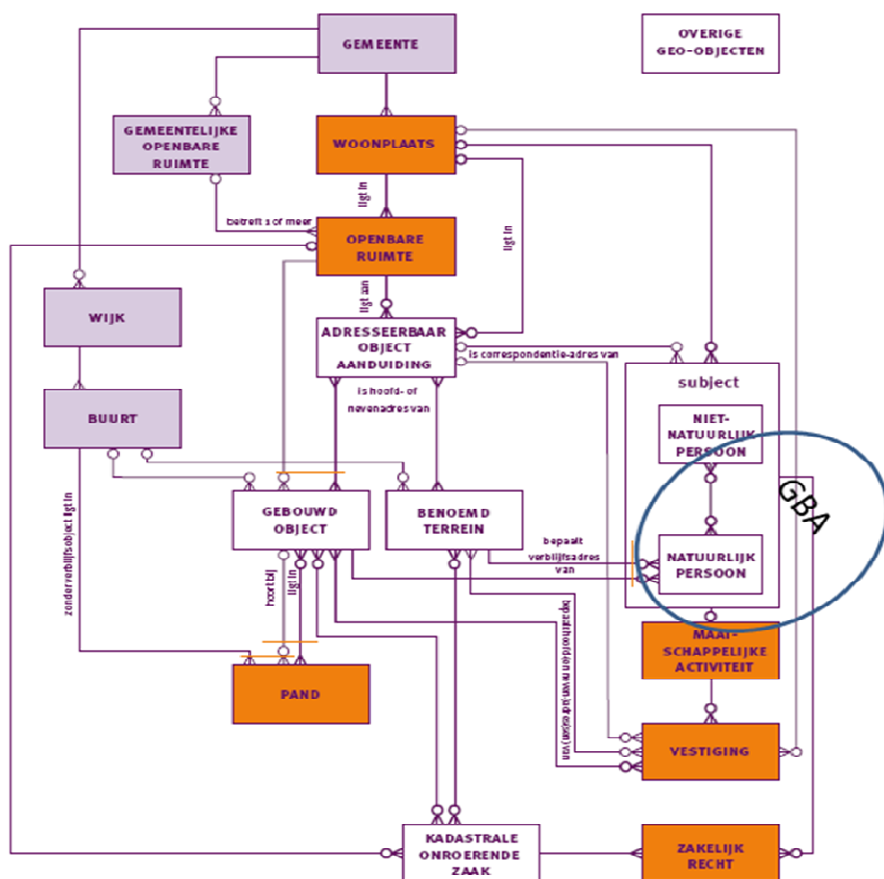 GEMEENTE
OVERIGE
GEO-OBJECTEN
GEMEENTELIJKE
OPENBARE
RUIMTE
WOONPLAATS
ligt in
betreft 1 of meer
ligt in
OPENBARE
RUIMTE
ligt aan
WIJK
ADRESSEERBAAR
OBJECT
AANDUIDING
is correspondentie-adres van
is hoofd- of
nevenadres van
subject
BUURT
NIET-
NATUURLIJK
PERSOON
GBA
GEBOUWD
OBJECT
BENOEMD
TERREIN
bepaalt
verblijfsadres
van
NATUURLIJK
PERSOON
zonder verblijfsobject ligt in
hoort bij
ligt in
MAAT-
SCHAPPELIJKE
ACTIVITEIT
PAND
VESTIGING
KADASTRALE
ONROERENDE
ZAAK
ZAKELIJK
RECHT